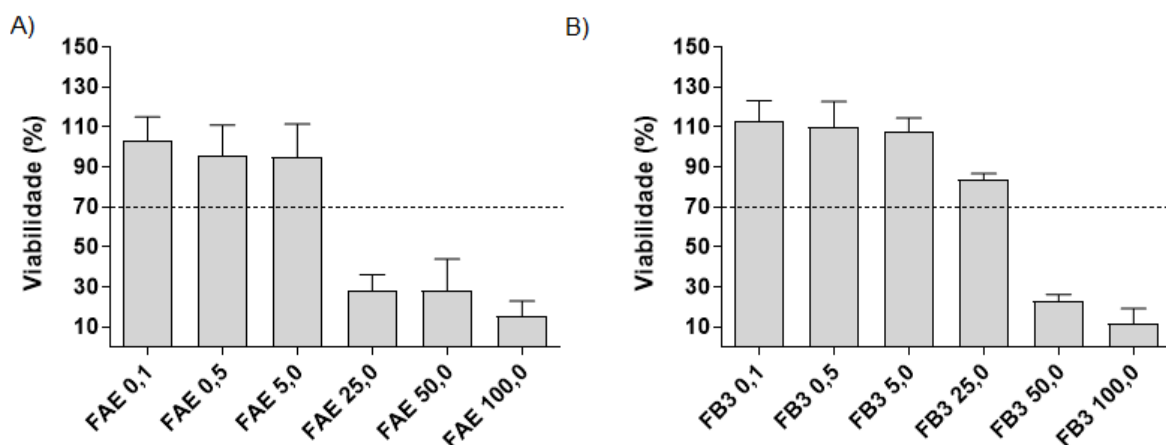 A)
Viabilidade (%)
150
130
110
90
70
50
30
10
FAE 0,1
FAE 0,5
FAE 5,0
FAE 25,0
FAE 50,0
FAE 100,0
B)
Viabilidade (%)
150
130
110
90
70
50
30
10
FB3 0,1
FB3 0,5
FB3 5,0
FB3 25,0
FB3 50,0
FB3 100,0